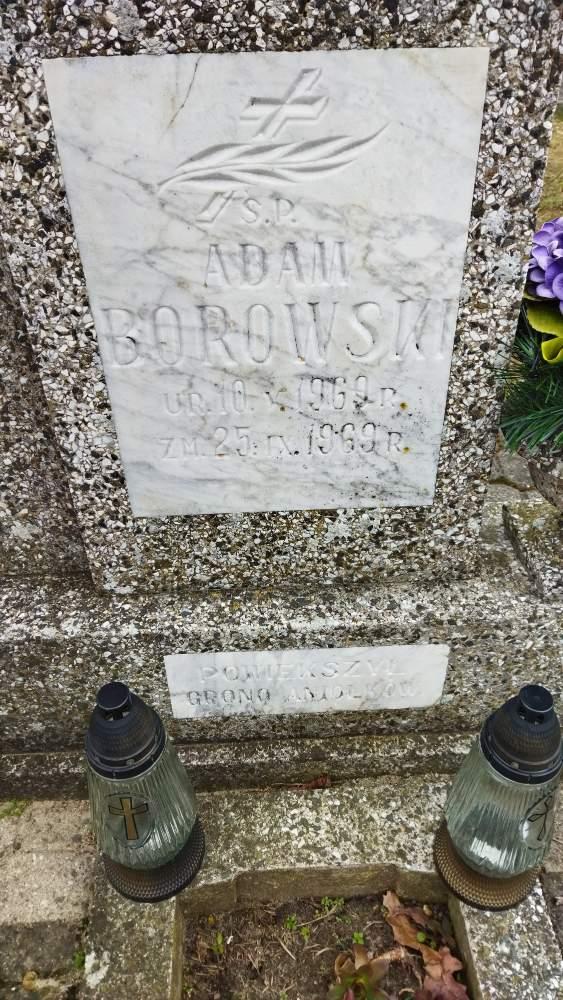 Ś.P.
ADAM
BOROWSKI
UR. 10. V. 1969 R.
ZM. 25. IX. 1969 R.
POWIĘKSZYŁ
GRONO ANIOŁKÓW